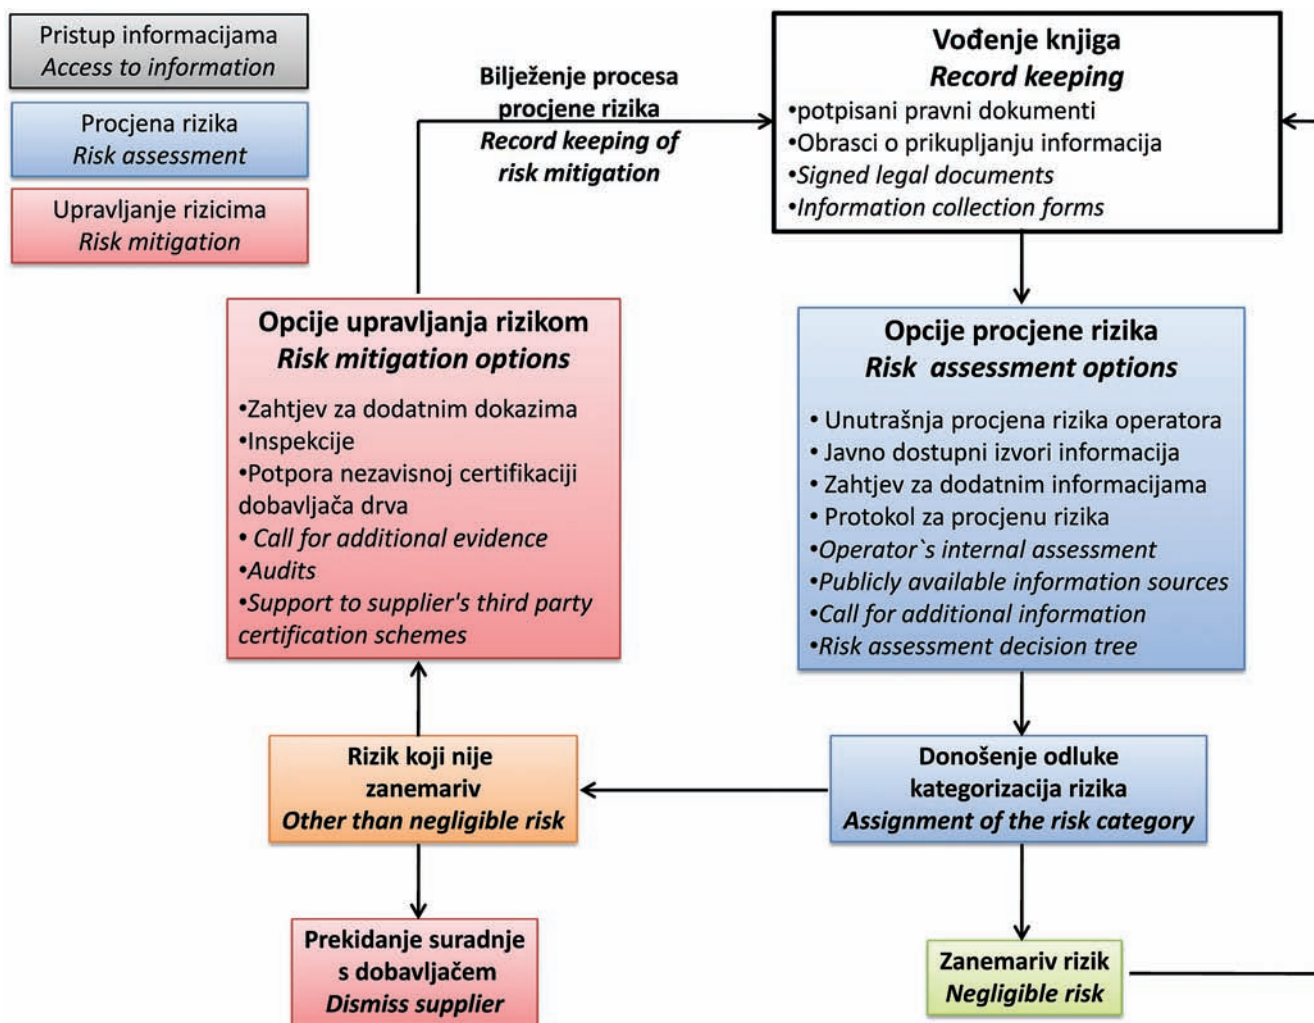 Pristup informacijama
Access to information
Procjena rizika
Risk assessment
Upravljanje rizicima
Risk mitigation
Bilježenje procesa
procjene rizika
Record keeping of
risk mitigation
Vođenje knjiga
Record keeping
•potpisani pravni dokumenti
•Obrasci o prikupljanju informacija
•Signed legal documents
•Information collection forms
Opcije upravljanja rizikom
Risk mitigation options
•Zahtjev za dodatnim dokazima
•Inspekcije
•Potpora nezavisnoj certifikaciji
dobavljača drva
• Call for additional evidence
•Audits
•Support to supplier's third party
certification schemes
Opcije procjene rizika
Risk assessment options
• Unutrašnja procjena rizika operatora
• Javno dostupni izvori informacija
• Zahtjev za dodatnim informacijama
• Protokol za procjenu rizika
•Operator`s internal assessment
•Publicly available information sources
•Call for additional information
•Risk assessment decision tree
Rizik koji nije
zanemariv
Other than negligible risk
Donošenje odluke
kategorizacija rizika
Assignment of the risk category
Prekidanje suradnje
s dobavljačem
Dismiss supplier
Zanemariv rizik
Negligible risk